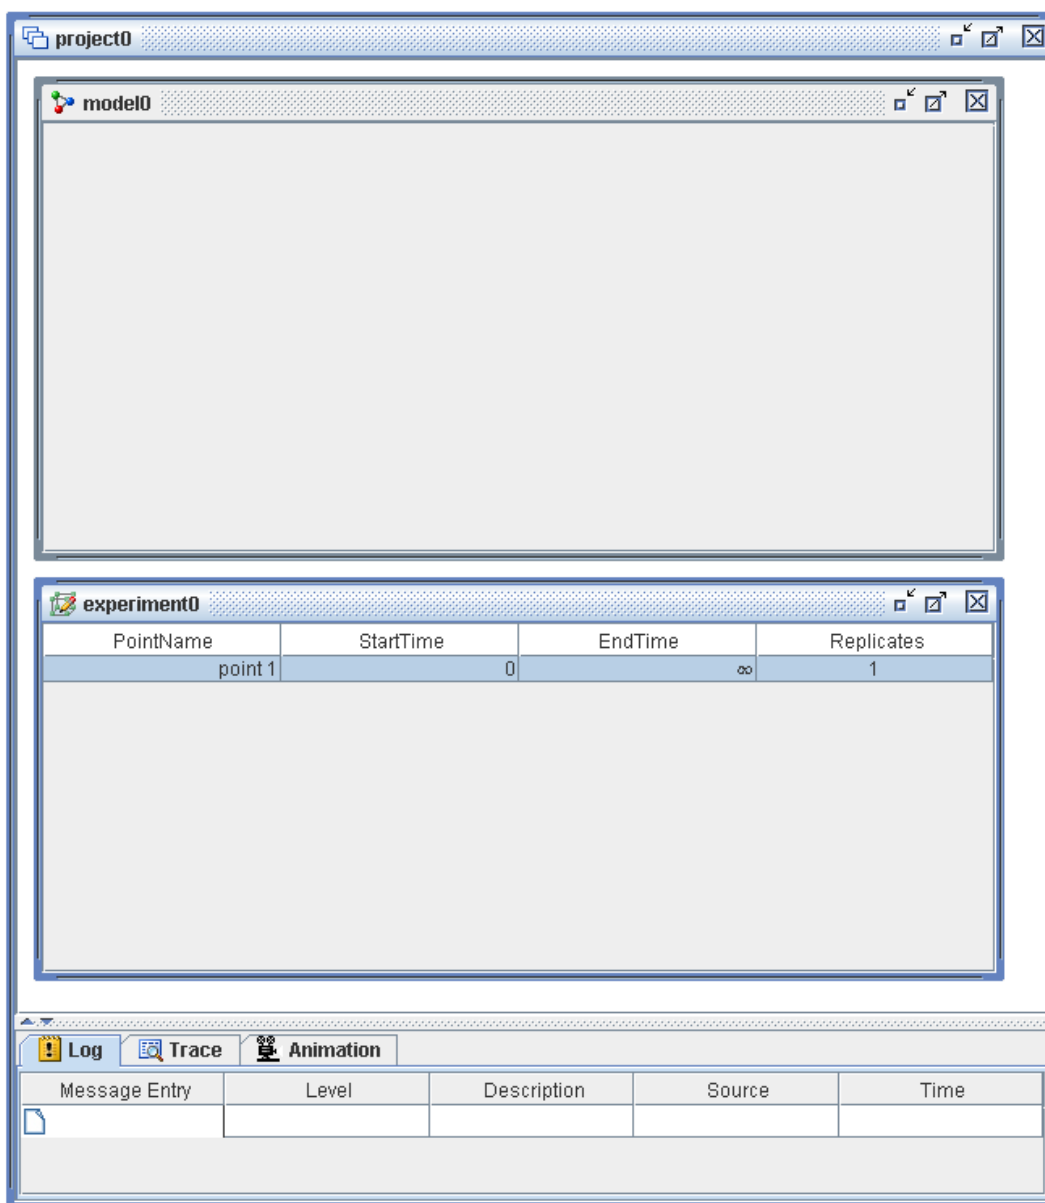 project0
model0
experiment0
PointName StartTime EndTime Replicates
point 1 0 ∞ 1
Log Trace Animation
Message Entry Level Description Source Time